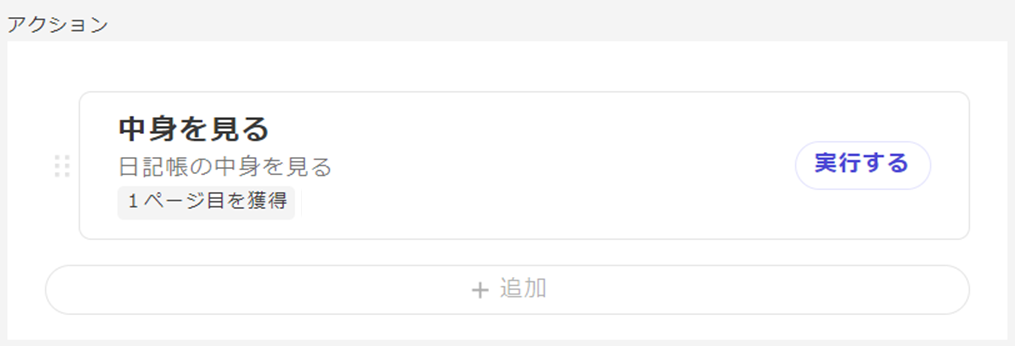 アクション
中身を見る
日記帳の中身を見る
実行する
１ページ目を獲得
+ 追加